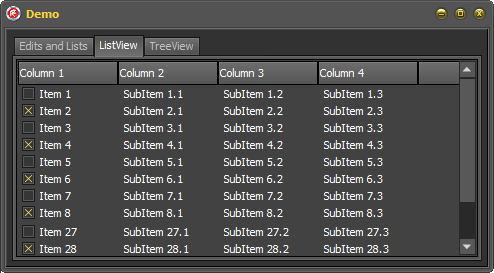 Demo
Edits and Lists ListView TreeView
Column 1 Column 2 Column 3 Column 4
Item 1 SubItem 1.1 SubItem 1.2 SubItem 1.3
Item 2 SubItem 2.1 SubItem 2.2 SubItem 2.3
Item 3 SubItem 3.1 SubItem 3.2 SubItem 3.3
Item 4 SubItem 4.1 SubItem 4.2 SubItem 4.3
Item 5 SubItem 5.1 SubItem 5.2 SubItem 5.3
Item 6 SubItem 6.1 SubItem 6.2 SubItem 6.3
Item 7 SubItem 7.1 SubItem 7.2 SubItem 7.3
Item 8 SubItem 8.1 SubItem 8.2 SubItem 8.3
Item 27 SubItem 27.1 SubItem 27.2 SubItem 27.3
Item 28 SubItem 28.1 SubItem 28.2 SubItem 28.3